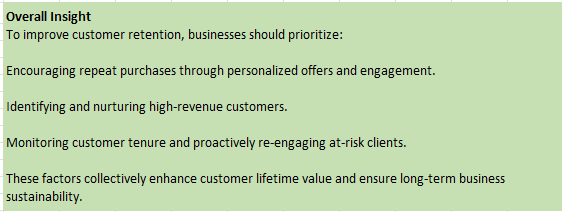 Overall Insight
To improve customer retention, businesses should prioritize:
Encouraging repeat purchases through personalized offers and engagement.
Identifying and nurturing high-revenue customers.
Monitoring customer tenure and proactively re-engaging at-risk clients.
These factors collectively enhance customer lifetime value and ensure long-term business
sustainability.